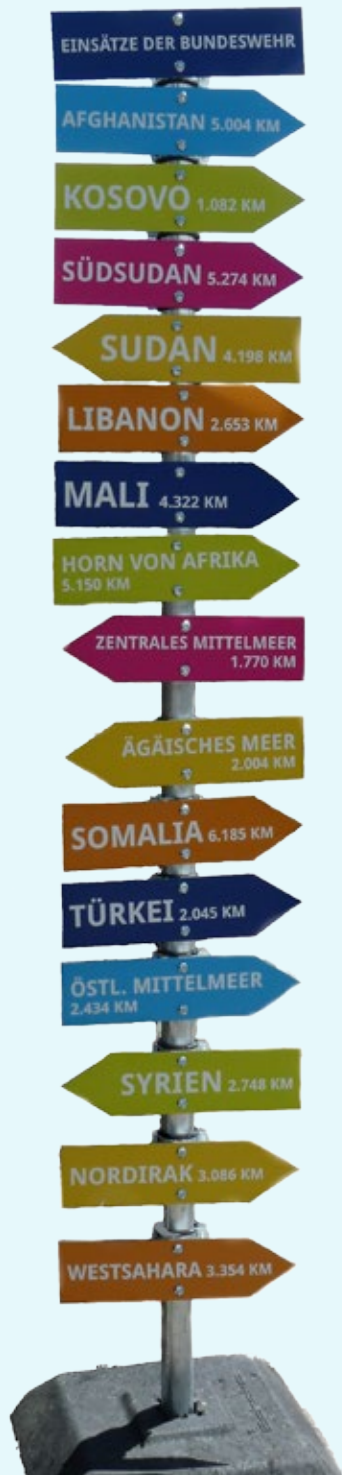 EINSÄTZE DER BUNDESWEHR
AFGHANISTAN 5.004 KM
KOSOVO 1.082 KM
SÜDSUDAN 5.274 KM
SUDAN 4.198 KM
LIBANON 2.653 KM
MALI 4.322 KM
HORN VON AFRIKA
5.150 KM
ZENTRALES MITTELMEER
1.770 KM
ÄGÄISCHES MEER
2.004 KM
SOMALIA 6.185 KM
TÜRKEI 2.045 KM
ÖSTL. MITTELMEER
2.434 KM
SYRIEN 2.748 KM
NORDIRAK 3.086 KM
WESTSAHARA 3.354 KM